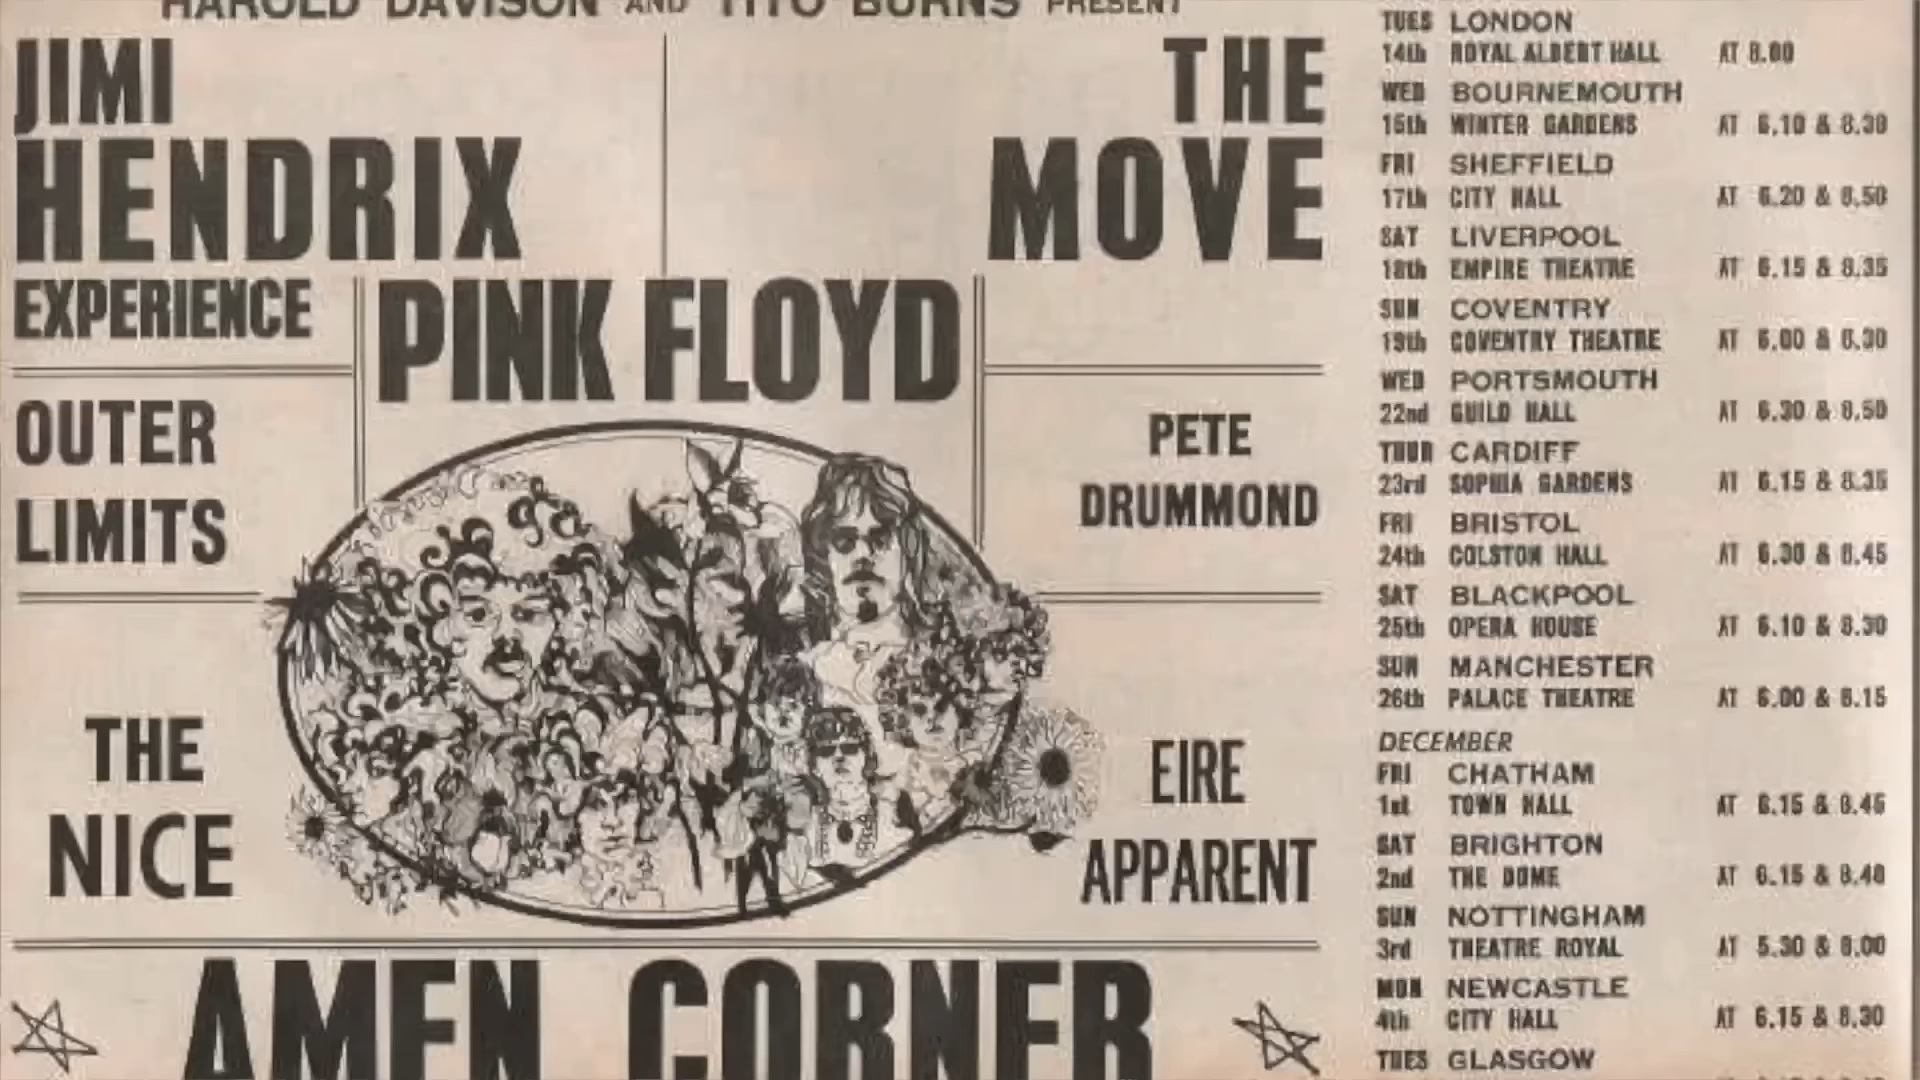 HAROLD DAVISON AND TITO BURNS PRESENT
JIMI
HENDRIX
EXPERIENCE
THE
MOVE
PINK FLOYD
OUTER
LIMITS
PETE
DRUMMOND
THE
NICE
EIRE
APPARENT
AMEN CORNER
TUES LONDON
14th ROYAL ALBERT HALL AT 8.00
WED BOURNEMOUTH
15th WINTER GARDENS AT 6.10 & 8.30
FRI SHEFFIELD
17th CITY HALL AT 6.20 & 8.50
SAT LIVERPOOL
18th EMPIRE THEATRE AT 6.15 & 8.35
SUN COVENTRY
19th COVENTRY THEATRE AT 6.00 & 8.30
WED PORTSMOUTH
22nd GUILD HALL AT 6.30 & 8.50
THUR CARDIFF
23rd SOPHIA GARDENS AT 6.15 & 8.35
FRI BRISTOL
24th COLSTON HALL AT 6.30 & 8.45
SAT BLACKPOOL
25th OPERA HOUSE AT 6.10 & 8.30
SUN MANCHESTER
26th PALACE THEATRE AT 6.00 & 8.15
DECEMBER
FRI CHATHAM
1st TOWN HALL AT 6.15 & 8.45
SAT BRIGHTON
2nd THE DOME AT 6.15 & 8.40
SUN NOTTINGHAM
3rd THEATRE ROYAL AT 5.30 & 8.00
MON NEWCASTLE
4th CITY HALL AT 6.15 & 8.30
TUES GLASGOW